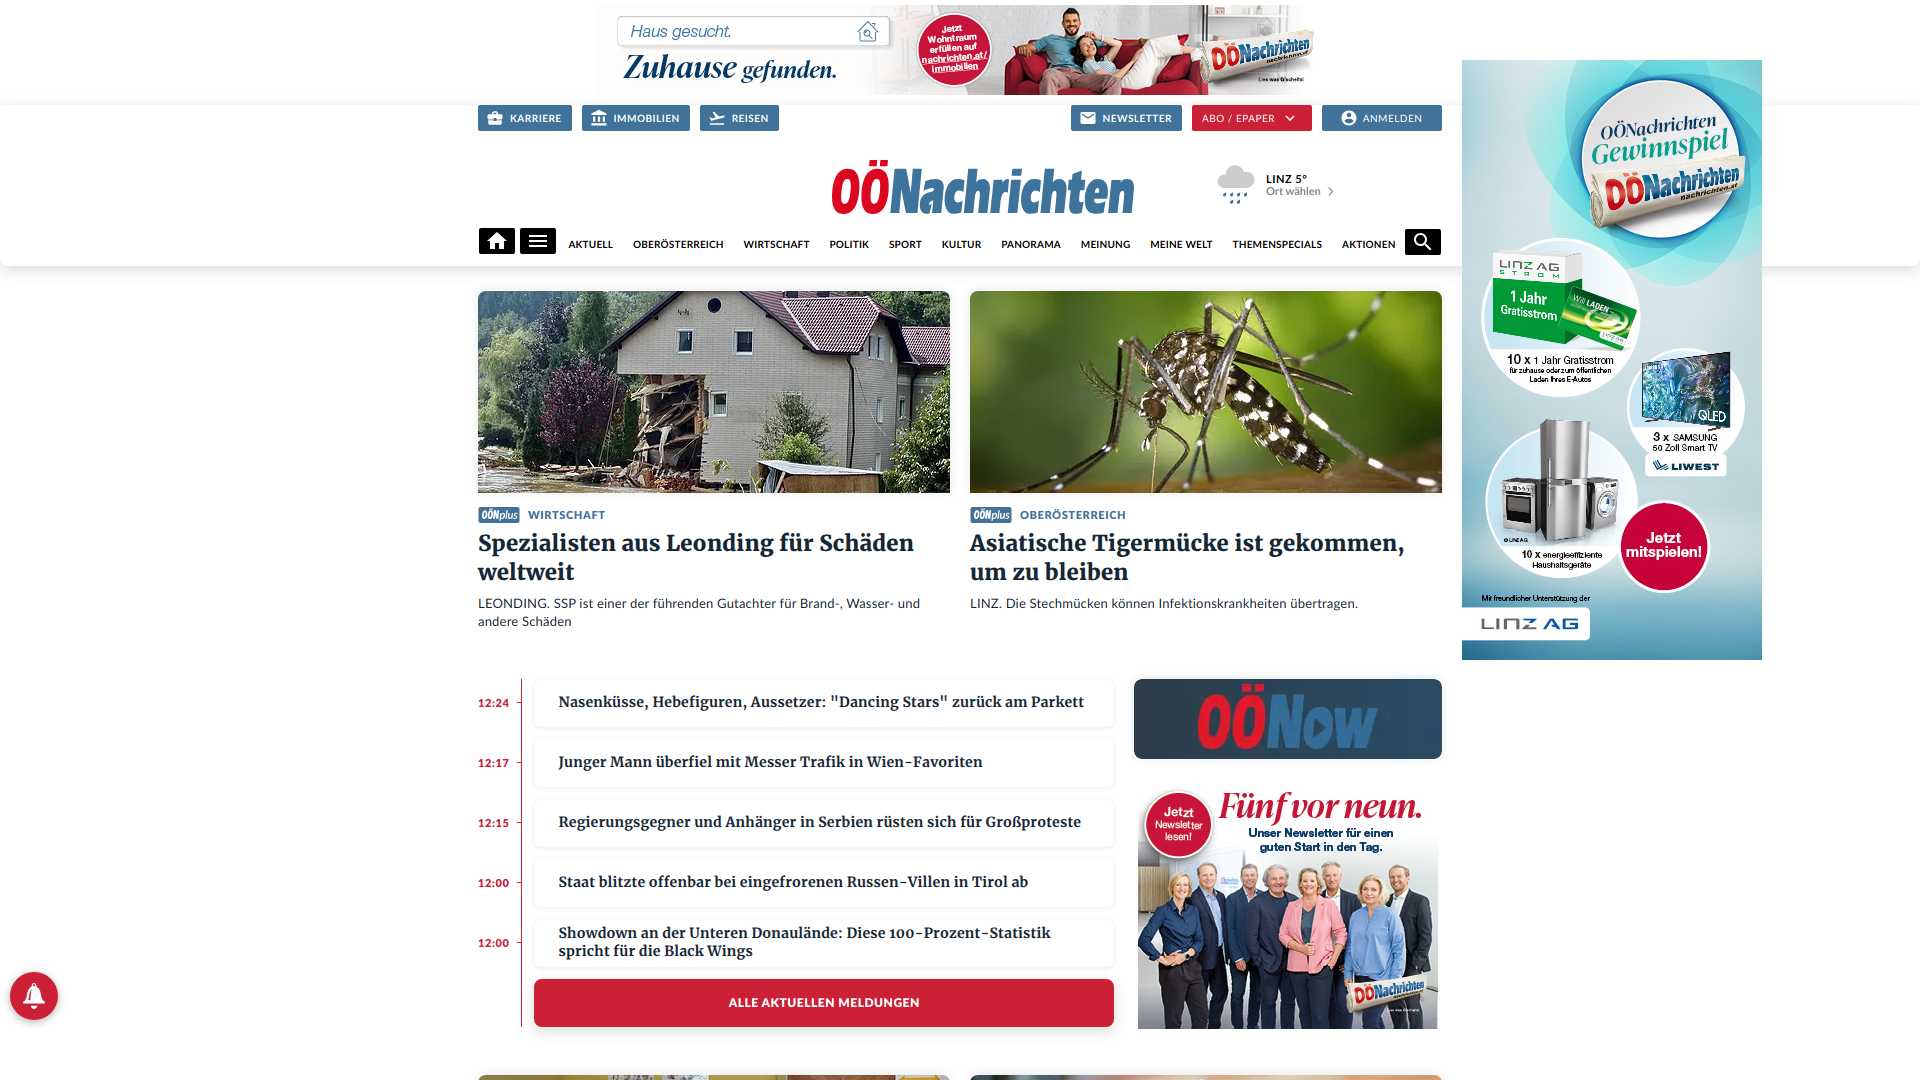 Haus gesucht.
Zuhause gefunden.
Jetzt
Wohntraum
erfüllen auf
nachrichten.at/
immobilien
OÖNachrichten
nachrichten.at
Lies was G'scheits!
KARRIERE
IMMOBILIEN
REISEN
NEWSLETTER
ABO / EPAPER
ANMELDEN
OÖNachrichten
LINZ 5°
Ort wählen
AKTUELL
OBERÖSTERREICH
WIRTSCHAFT
POLITIK
SPORT
KULTUR
PANORAMA
MEINUNG
MEINE WELT
THEMENSPECIALS
AKTIONEN
OÖNachrichten
Gewinnspiel
OÖNachrichten
nachrichten.at
LINZ AG
STROM
1 Jahr
Gratisstrom
Will LADEN
10 x 1 Jahr Gratisstrom
für zuhause oder zum öffentlichen
Laden Ihres E-Autos
QLED
3 x SAMSUNG
50 Zoll Smart TV
LIWEST
© LINZ AG
10 x energieeffiziente
Haushaltsgeräte
Jetzt
mitspielen!
Mit freundlicher Unterstützung der
LINZ AG
OÖNplus WIRTSCHAFT
Spezialisten aus Leonding für Schäden
weltweit
LEONDING. SSP ist einer der führenden Gutachter für Brand-, Wasser- und
andere Schäden
OÖNplus OBERÖSTERREICH
Asiatische Tigermücke ist gekommen,
um zu bleiben
LINZ. Die Stechmücken können Infektionskrankheiten übertragen.
12:24 Nasenküsse, Hebefiguren, Aussetzer: "Dancing Stars" zurück am Parkett
12:17 Junger Mann überfiel mit Messer Trafik in Wien-Favoriten
12:15 Regierungsgegner und Anhänger in Serbien rüsten sich für Großproteste
12:00 Staat blitzte offenbar bei eingefrorenen Russen-Villen in Tirol ab
12:00 Showdown an der Unteren Donaulände: Diese 100-Prozent-Statistik
spricht für die Black Wings
ALLE AKTUELLEN MELDUNGEN
OÖNow
Jetzt
Newsletter
lesen!
Fünf vor neun.
Unser Newsletter für einen
guten Start in den Tag.
OÖNachrichten